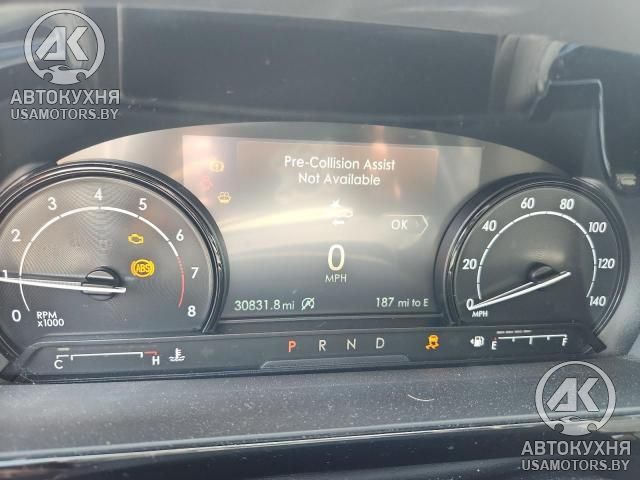 АК
АВТОКУХНЯ
USAMOTORS.BY
Pre-Collision Assist
Not Available
OK
0
MPH
30831.8 mi
187 mi to E
0 1 2 3 4 5 6 7 8
RPM
x1000
ABS
0 20 40 60 80 100 120 140
MPH
C H
P R N D
E F
АК
АВТОКУХНЯ
USAMOTORS.BY